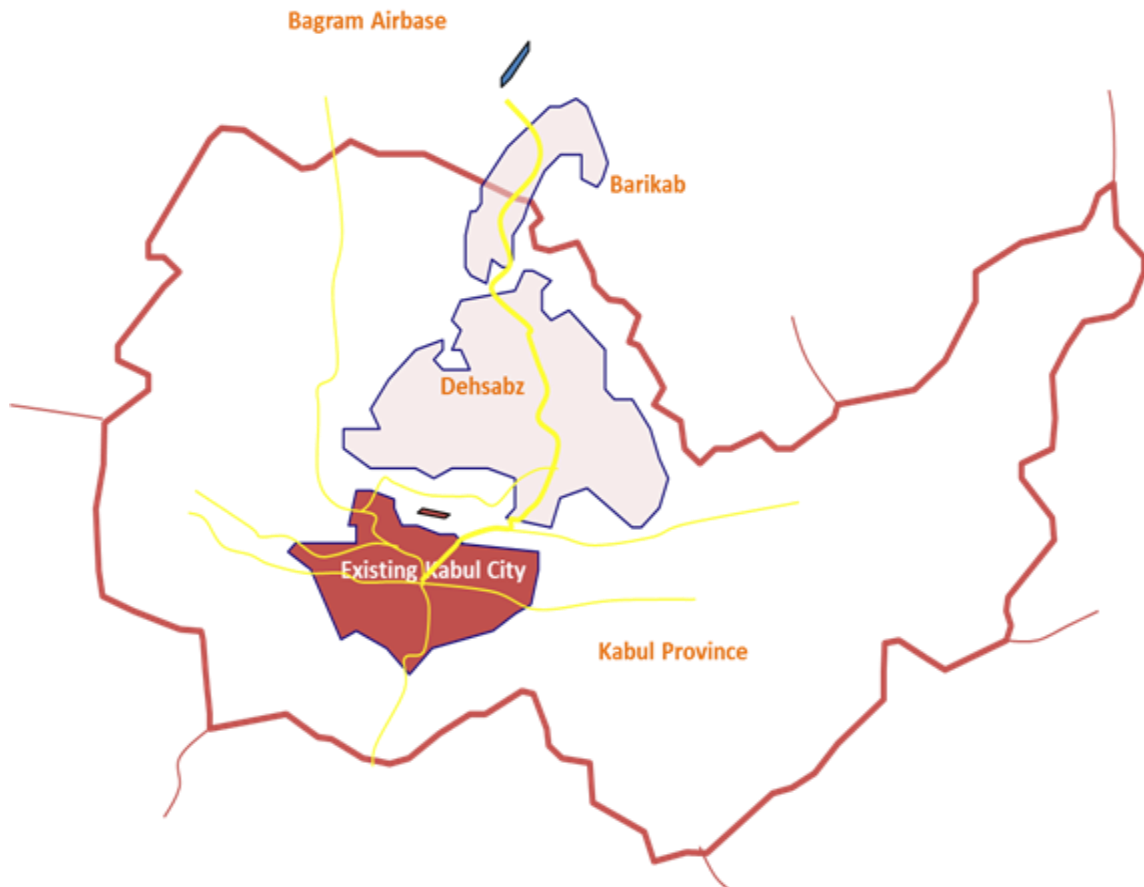 Bagram Airbase
Barikab
Dehsabz
Existing Kabul City
Kabul Province